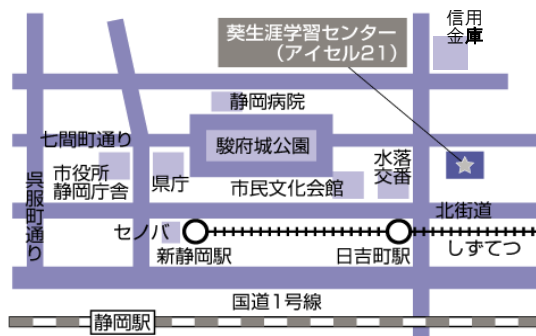 信用
金庫
葵生涯学習センター
（アイセル21）
静岡病院
七間町通り
駿府城公園
水落
交番
市役所
静岡庁舎
県庁
市民文化会館
呉服町通り
北街道
セノバ
しずてつ
新静岡駅
日吉町駅
国道1号線
静岡駅